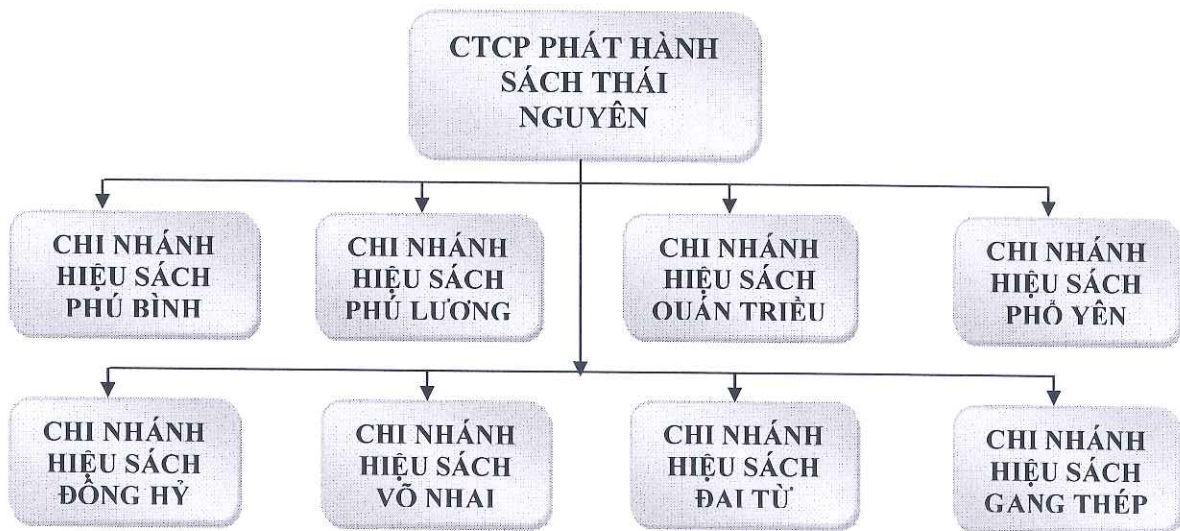 CTCP PHÁT HÀNH
SÁCH THÁI
NGUYÊN
CHI NHÁNH
HIỆU SÁCH
PHÚ BÌNH
CHI NHÁNH
HIỆU SÁCH
PHÚ LƯƠNG
CHI NHÁNH
HIỆU SÁCH
QUÁN TRIỀU
CHI NHÁNH
HIỆU SÁCH
PHỔ YÊN
CHI NHÁNH
HIỆU SÁCH
ĐỒNG HỶ
CHI NHÁNH
HIỆU SÁCH
VÕ NHAI
CHI NHÁNH
HIỆU SÁCH
ĐẠI TỪ
CHI NHÁNH
HIỆU SÁCH
GANG THÉP